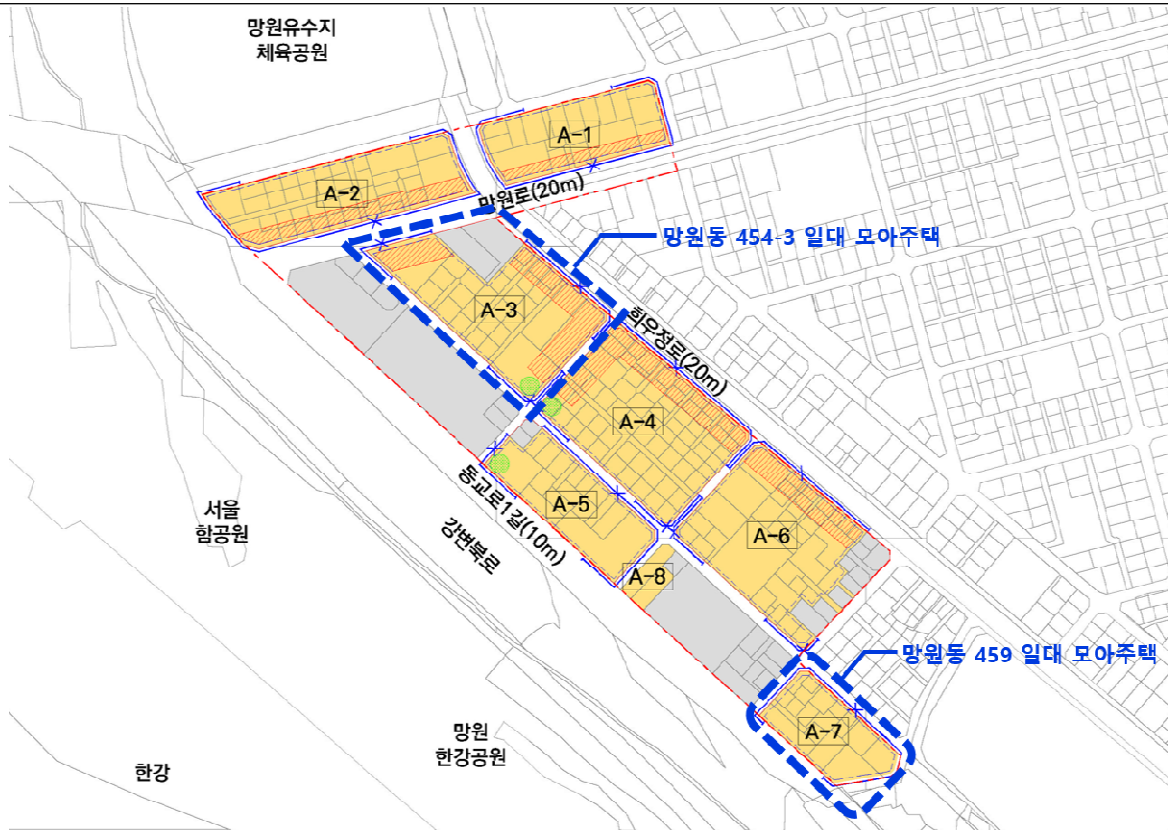 망원유수지
체육공원
A-1
A-2
망원로(20m)
망원동 454-3 일대 모아주택
A-3
희우정로(20m)
A-4
동교로1길(10m)
A-5
서울
함공원
강변북로
A-6
A-8
망원동 459 일대 모아주택
A-7
망원
한강공원
한강